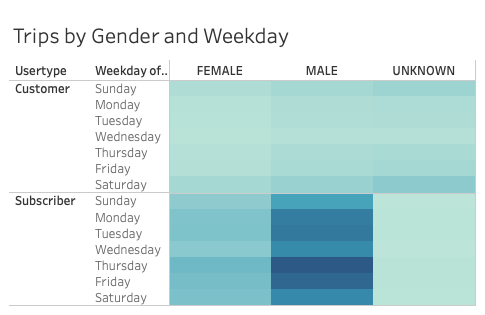 Trips by Gender and Weekday
Usertype Weekday of.. FEMALE MALE UNKNOWN
Customer Sunday
Monday
Tuesday
Wednesday
Thursday
Friday
Saturday
Subscriber Sunday
Monday
Tuesday
Wednesday
Thursday
Friday
Saturday